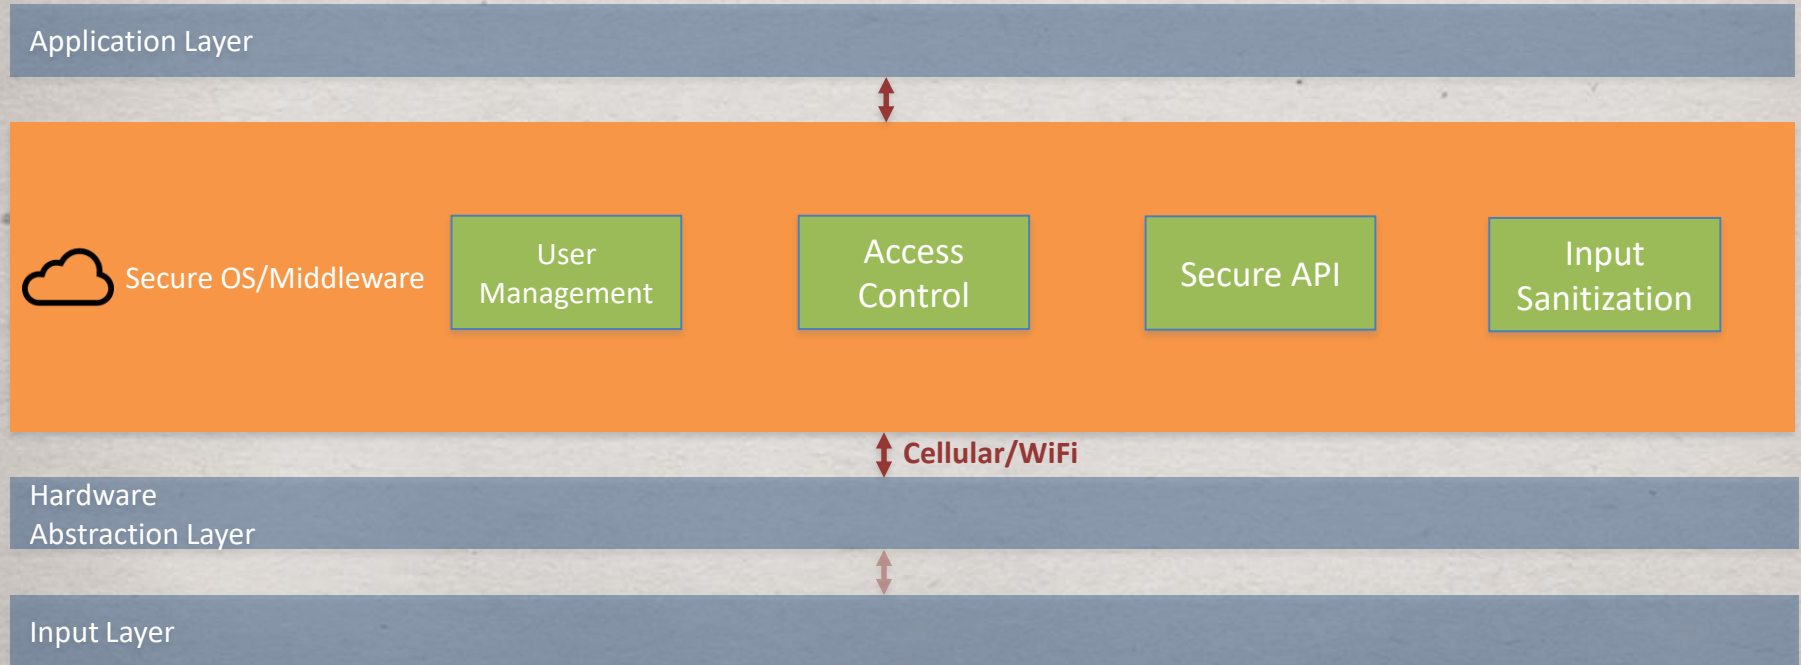 Application Layer
Secure OS/Middleware
User
Management
Access
Control
Secure API
Input
Sanitization
Cellular/WiFi
Hardware
Abstraction Layer
Input Layer